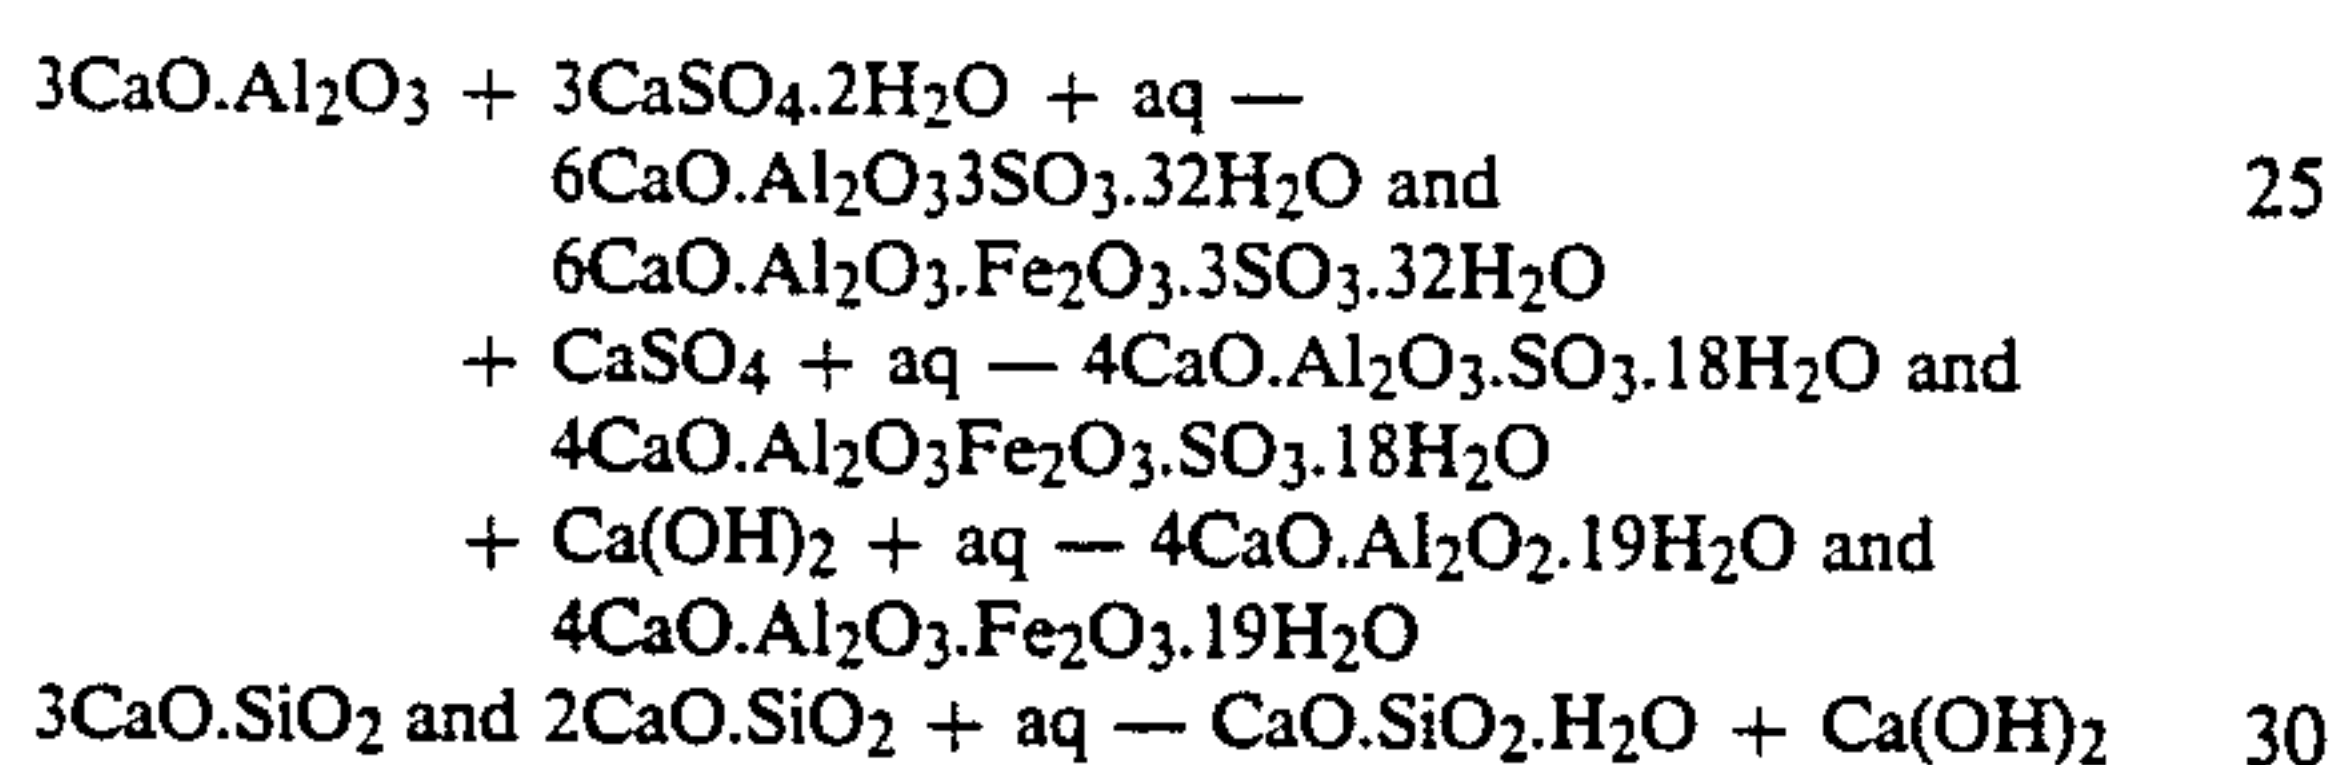 3CaO.Al₂O₃ + 3CaSO₄.2H₂O + aq —
6CaO.Al₂O₃3SO₃.32H₂O and 25
6CaO.Al₂O₃.Fe₂O₃.3SO₃.32H₂O
+ CaSO₄ + aq — 4CaO.Al₂O₃.SO₃.18H₂O and
4CaO.Al₂O₃Fe₂O₃.SO₃.18H₂O
+ Ca(OH)₂ + aq — 4CaO.Al₂O₂.19H₂O and
4CaO.Al₂O₃.Fe₂O₃.19H₂O
3CaO.SiO₂ and 2CaO.SiO₂ + aq — CaO.SiO₂.H₂O + Ca(OH)₂ 30